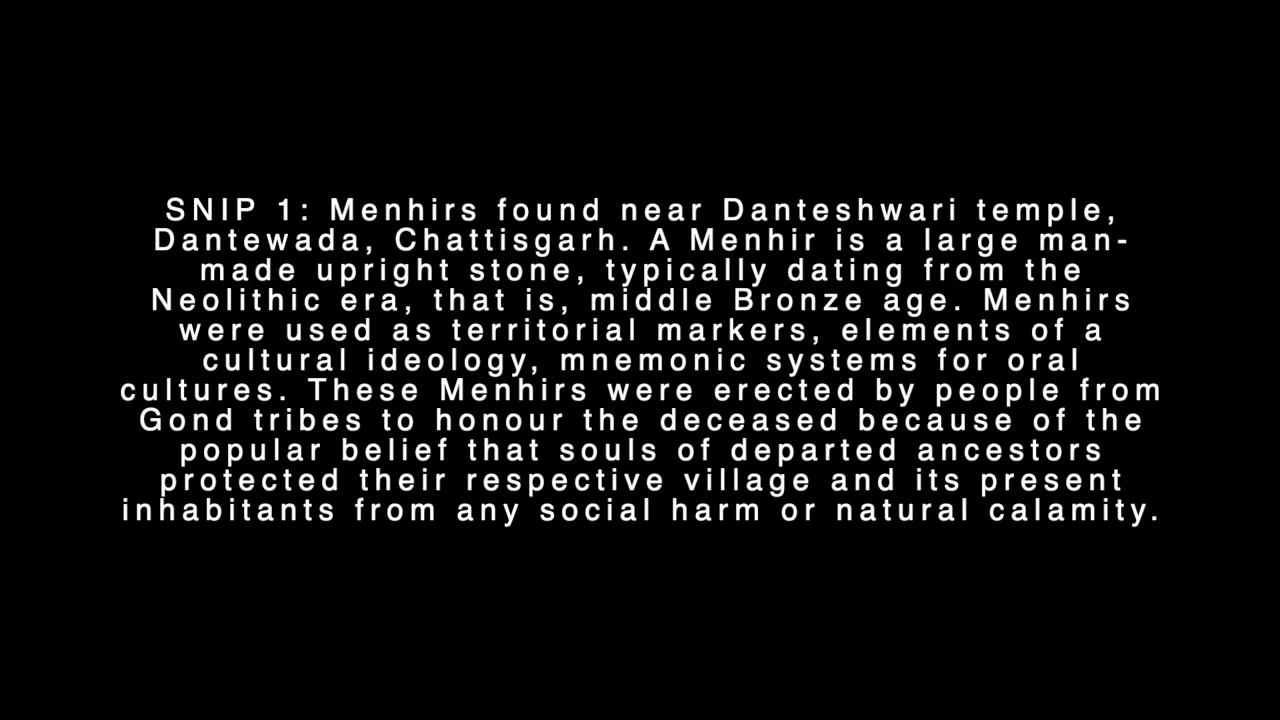 SNIP 1: Menhirs found near Danteshwari temple,
Dantewada, Chattisgarh. A Menhir is a large man-
made upright stone, typically dating from the
Neolithic era, that is, middle Bronze age. Menhirs
were used as territorial markers, elements of a
cultural ideology, mnemonic systems for oral
cultures. These Menhirs were erected by people from
Gond tribes to honour the deceased because of the
popular belief that souls of departed ancestors
protected their respective village and its present
inhabitants from any social harm or natural calamity.